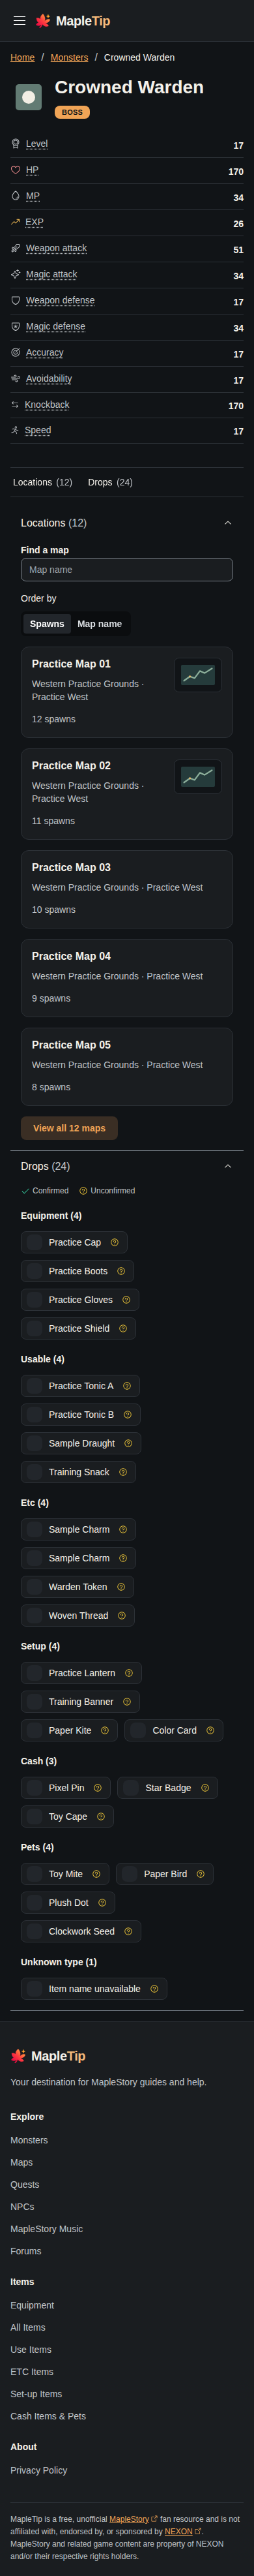 MapleTip
Home / Monsters / Crowned Warden
Crowned Warden
BOSS
Level 17
HP 170
MP 34
EXP 26
Weapon attack 51
Magic attack 34
Weapon defense 17
Magic defense 34
Accuracy 17
Avoidability 17
Knockback 170
Speed 17
Locations (12) Drops (24)
Locations (12)
Find a map
Map name
Order by
Spawns Map name
Practice Map 01
Western Practice Grounds ·
Practice West
12 spawns
Practice Map 02
Western Practice Grounds ·
Practice West
11 spawns
Practice Map 03
Western Practice Grounds · Practice West
10 spawns
Practice Map 04
Western Practice Grounds · Practice West
9 spawns
Practice Map 05
Western Practice Grounds · Practice West
8 spawns
View all 12 maps
Drops (24)
Confirmed Unconfirmed
Equipment (4)
Practice Cap
Practice Boots
Practice Gloves
Practice Shield
Usable (4)
Practice Tonic A
Practice Tonic B
Sample Draught
Training Snack
Etc (4)
Sample Charm
Sample Charm
Warden Token
Woven Thread
Setup (4)
Practice Lantern
Training Banner
Paper Kite Color Card
Cash (3)
Pixel Pin Star Badge
Toy Cape
Pets (4)
Toy Mite Paper Bird
Plush Dot
Clockwork Seed
Unknown type (1)
Item name unavailable
MapleTip
Your destination for MapleStory guides and help.
Explore
Monsters
Maps
Quests
NPCs
MapleStory Music
Forums
Items
Equipment
All Items
Use Items
ETC Items
Set-up Items
Cash Items & Pets
About
Privacy Policy
MapleTip is a free, unofficial MapleStory fan resource and is not
affiliated with, endorsed by, or sponsored by NEXON.
MapleStory and related game content are property of NEXON
and/or their respective rights holders.